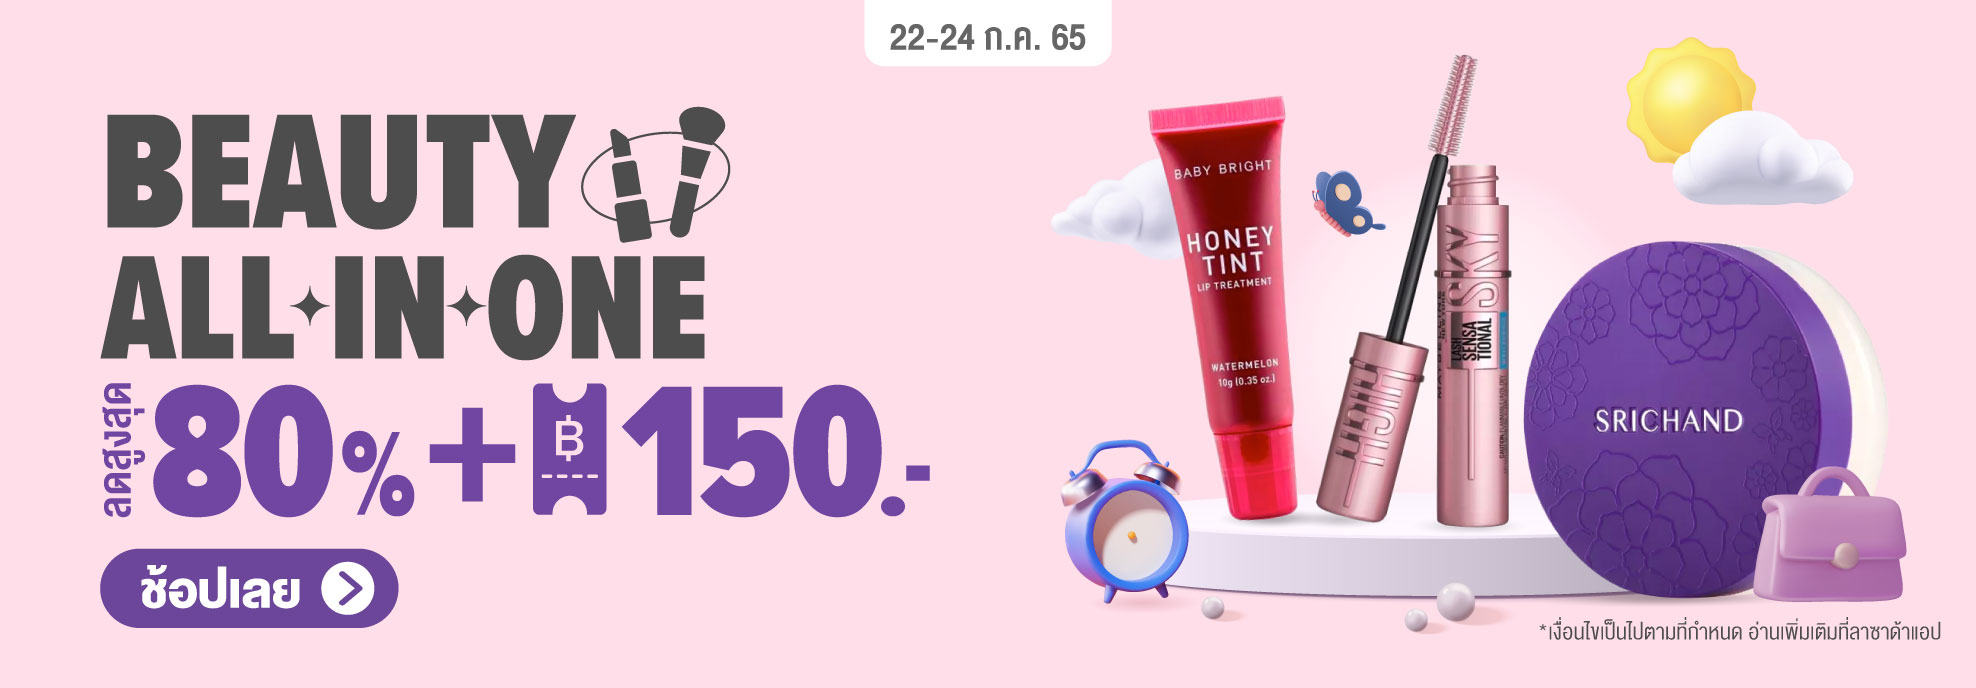 22-24 ก.ค. 65
BEAUTY
ALL IN ONE
ลดสูงสุด 80% + ฿ 150.-
ช้อปเลย
BABY BRIGHT
HONEY
TINT
LIP TREATMENT
WATERMELON
10g (0.35 oz.)
HIGH
SKY
LASH
SENSA
TIONAL
SRICHAND
*เงื่อนไขเป็นไปตามที่กำหนด อ่านเพิ่มเติมที่ลาซาด้าแอป